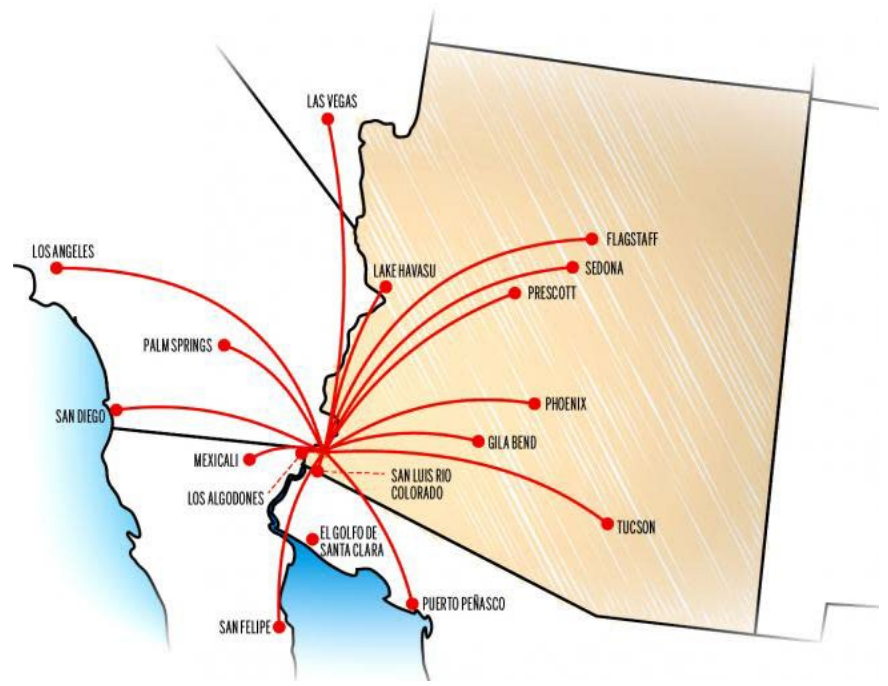 LAS VEGAS
FLAGSTAFF
LOS ANGELES
SEDONA
LAKE HAVASU
PRESCOTT
PALM SPRINGS
PHOENIX
SAN DIEGO
GILA BEND
MEXICALI
SAN LUIS RIO
COLORADO
LOS ALGODONES
TUCSON
EL GOLFO DE
SANTA CLARA
PUERTO PEÑASCO
SAN FELIPE